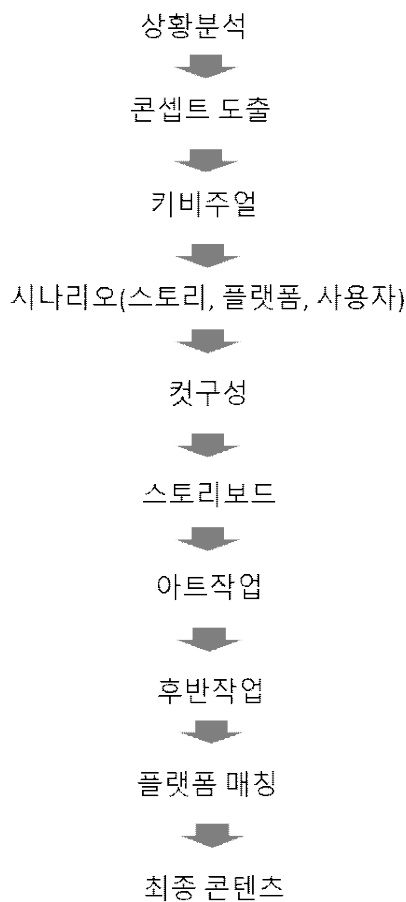 상황분석
콘셉트 도출
키비주얼
시나리오(스토리, 플랫폼, 사용자)
컷구성
스토리보드
아트작업
후반작업
플랫폼 매칭
최종 콘텐츠